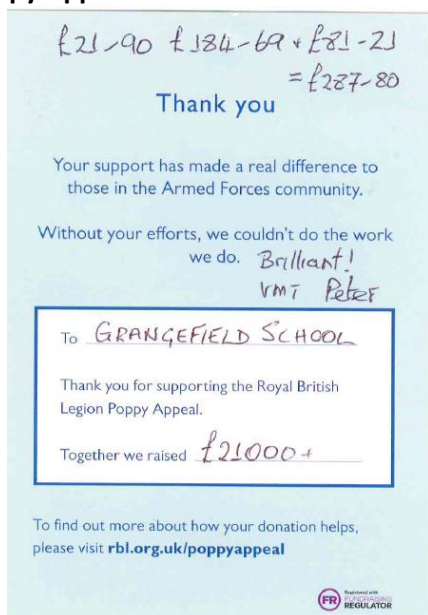 £21-90 £184-69 + £81-21
= £287-80
Thank you
Your support has made a real difference to
those in the Armed Forces community.
Without your efforts, we couldn't do the work
we do. Brilliant!
VMT Peter
To GRANGEFIELD SCHOOL
Thank you for supporting the Royal British
Legion Poppy Appeal.
Together we raised £21000+
To find out more about how your donation helps,
please visit rbl.org.uk/poppyappeal
FR Registered with
FUNDRAISING
REGULATOR